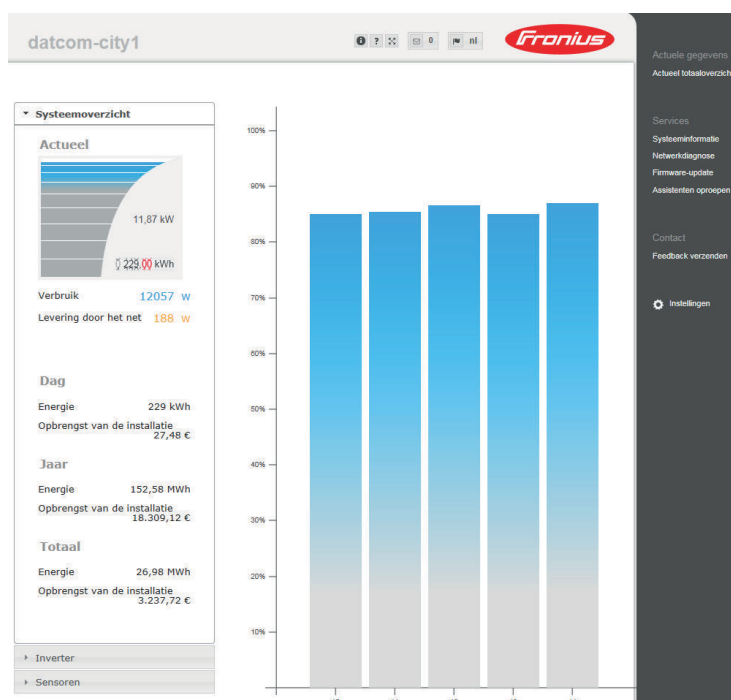 datcom-city1
? 0 nl
Fronius
Systeemoverzicht
Actueel
11,87 kW
229.00 kWh
Verbruik 12057 W
Levering door het net 188 W
Dag
Energie 229 kWh
Opbrengst van de installatie
27,48 €
Jaar
Energie 152,58 MWh
Opbrengst van de installatie
18.309,12 €
Totaal
Energie 26,98 MWh
Opbrengst van de installatie
3.237,72 €
Inverter
Sensoren
100%
90%
80%
70%
60%
50%
40%
30%
20%
10%
Actuele gegevens
Actueel totaaloverzich
Services
Systeeminformatie
Netwerkdiagnose
Firmware-update
Assistenten oproepen
Contact
Feedback verzenden
Instellingen